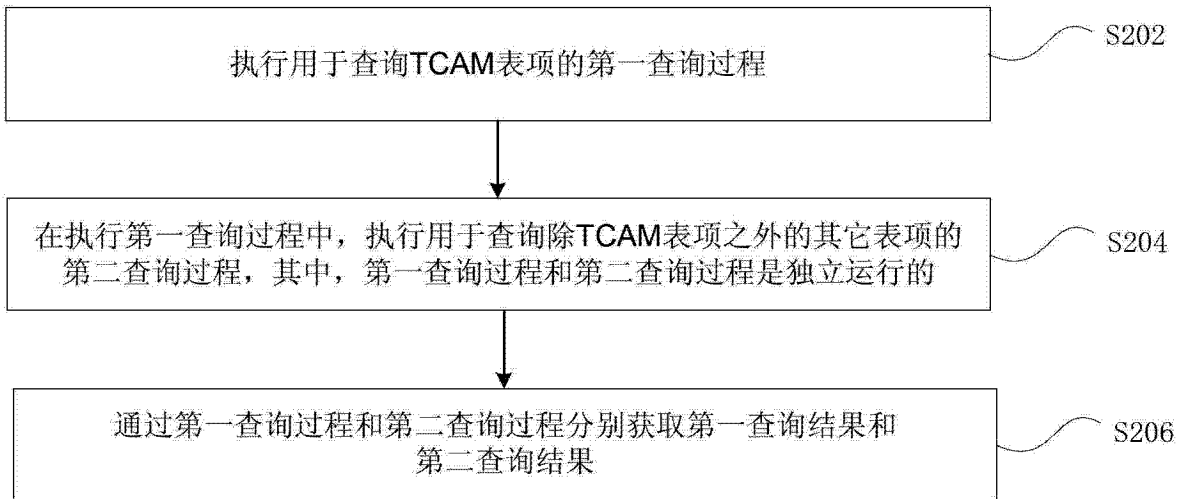 执行用于查询TCAM表项的第一查询过程
S202
在执行第一查询过程中，执行用于查询除TCAM表项之外的其它表项的
第二查询过程，其中，第一查询过程和第二查询过程是独立运行的
S204
通过第一查询过程和第二查询过程分别获取第一查询结果和
第二查询结果
S206